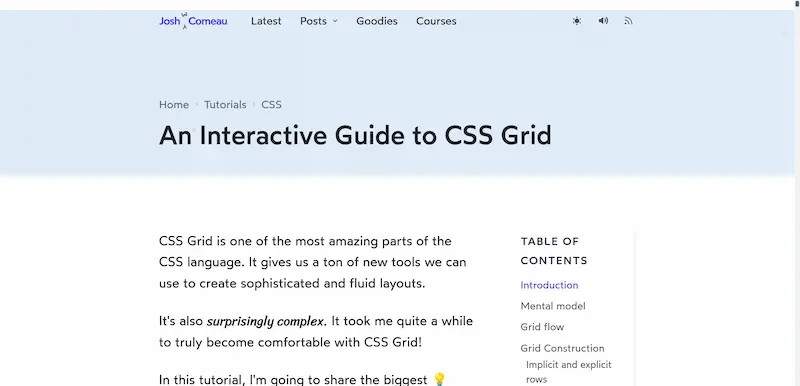 Josh W Comeau Latest Posts Goodies Courses
Home › Tutorials › CSS
An Interactive Guide to CSS Grid
CSS Grid is one of the most amazing parts of the
CSS language. It gives us a ton of new tools we can
use to create sophisticated and fluid layouts.
It's also surprisingly complex. It took me quite a while
to truly become comfortable with CSS Grid!
In this tutorial, I'm going to share the biggest 💡
TABLE OF
CONTENTS
Introduction
Mental model
Grid flow
Grid Construction
Implicit and explicit
rows